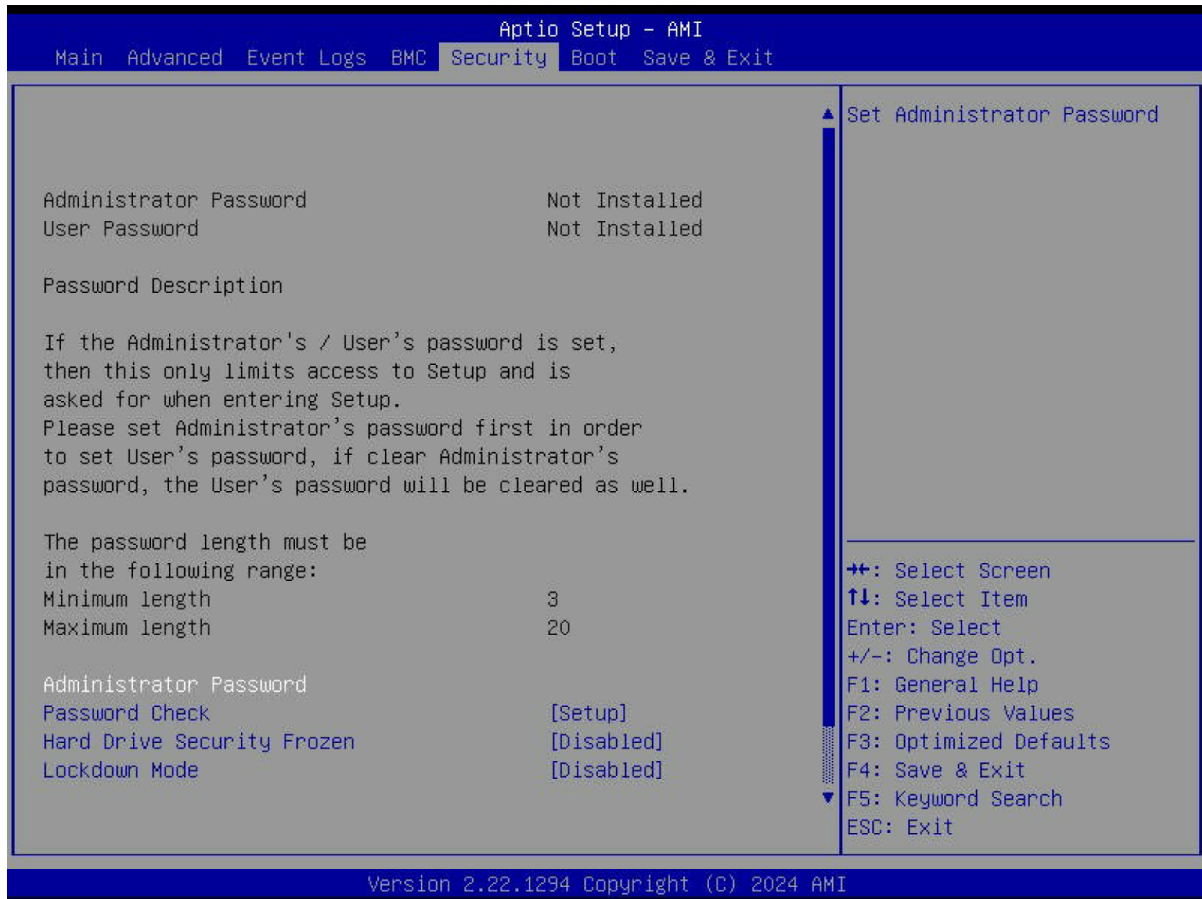 Aptio Setup – AMI
Main Advanced Event Logs BMC Security Boot Save & Exit
Administrator Password Not Installed
User Password Not Installed
Password Description
If the Administrator's / User's password is set,
then this only limits access to Setup and is
asked for when entering Setup.
Please set Administrator's password first in order
to set User's password, if clear Administrator's
password, the User's password will be cleared as well.
The password length must be
in the following range:
Minimum length 3
Maximum length 20
Administrator Password
Password Check [Setup]
Hard Drive Security Frozen [Disabled]
Lockdown Mode [Disabled]
Set Administrator Password
→←: Select Screen
↑↓: Select Item
Enter: Select
+/-: Change Opt.
F1: General Help
F2: Previous Values
F3: Optimized Defaults
F4: Save & Exit
F5: Keyword Search
ESC: Exit
Version 2.22.1294 Copyright (C) 2024 AMI